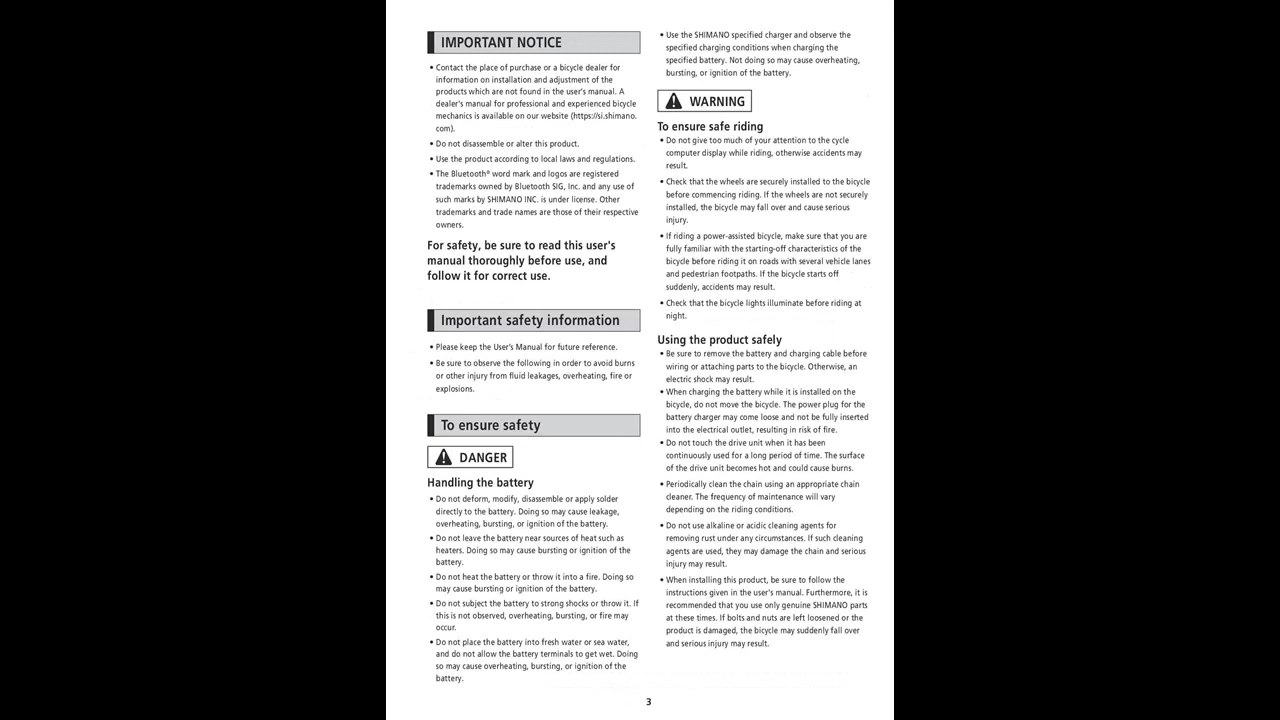 IMPORTANT NOTICE
• Contact the place of purchase or a bicycle dealer for
information on installation and adjustment of the
products which are not found in the user's manual. A
dealer's manual for professional and experienced bicycle
mechanics is available on our website (https://si.shimano.
com).
• Do not disassemble or alter this product.
• Use the product according to local laws and regulations.
• The Bluetooth® word mark and logos are registered
trademarks owned by Bluetooth SIG, Inc. and any use of
such marks by SHIMANO INC. is under license. Other
trademarks and trade names are those of their respective
owners.
For safety, be sure to read this user's
manual thoroughly before use, and
follow it for correct use.
Important safety information
• Please keep the User's Manual for future reference.
• Be sure to observe the following in order to avoid burns
or other injury from fluid leakages, overheating, fire or
explosions.
To ensure safety
DANGER
Handling the battery
• Do not deform, modify, disassemble or apply solder
directly to the battery. Doing so may cause leakage,
overheating, bursting, or ignition of the battery.
• Do not leave the battery near sources of heat such as
heaters. Doing so may cause bursting or ignition of the
battery.
• Do not heat the battery or throw it into a fire. Doing so
may cause bursting or ignition of the battery.
• Do not subject the battery to strong shocks or throw it. If
this is not observed, overheating, bursting, or fire may
occur.
• Do not place the battery into fresh water or sea water,
and do not allow the battery terminals to get wet. Doing
so may cause overheating, bursting, or ignition of the
battery.
• Use the SHIMANO specified charger and observe the
specified charging conditions when charging the
specified battery. Not doing so may cause overheating,
bursting, or ignition of the battery.
WARNING
To ensure safe riding
• Do not give too much of your attention to the cycle
computer display while riding, otherwise accidents may
result.
• Check that the wheels are securely installed to the bicycle
before commencing riding. If the wheels are not securely
installed, the bicycle may fall over and cause serious
injury.
• If riding a power-assisted bicycle, make sure that you are
fully familiar with the starting-off characteristics of the
bicycle before riding it on roads with several vehicle lanes
and pedestrian footpaths. If the bicycle starts off
suddenly, accidents may result.
• Check that the bicycle lights illuminate before riding at
night.
Using the product safely
• Be sure to remove the battery and charging cable before
wiring or attaching parts to the bicycle. Otherwise, an
electric shock may result.
• When charging the battery while it is installed on the
bicycle, do not move the bicycle. The power plug for the
battery charger may come loose and not be fully inserted
into the electrical outlet, resulting in risk of fire.
• Do not touch the drive unit when it has been
continuously used for a long period of time. The surface
of the drive unit becomes hot and could cause burns.
• Periodically clean the chain using an appropriate chain
cleaner. The frequency of maintenance will vary
depending on the riding conditions.
• Do not use alkaline or acidic cleaning agents for
removing rust under any circumstances. If such cleaning
agents are used, they may damage the chain and serious
injury may result.
• When installing this product, be sure to follow the
instructions given in the user's manual. Furthermore, it is
recommended that you use only genuine SHIMANO parts
at these times. If bolts and nuts are left loosened or the
product is damaged, the bicycle may suddenly fall over
and serious injury may result.
3